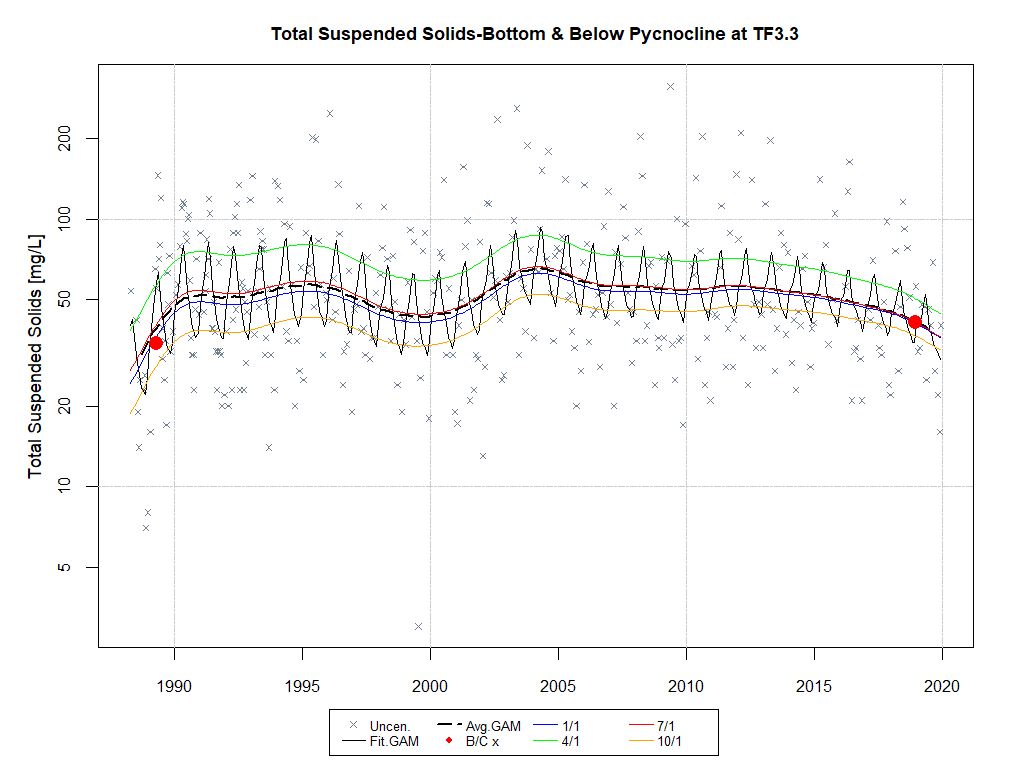 Total Suspended Solids-Bottom & Below Pycnocline at TF3.3
Total Suspended Solids [mg/L]
200
100
50
20
10
5
1990 1995 2000 2005 2010 2015 2020
Uncen. Avg.GAM 1/1 7/1
Fit.GAM B/C x 4/1 10/1